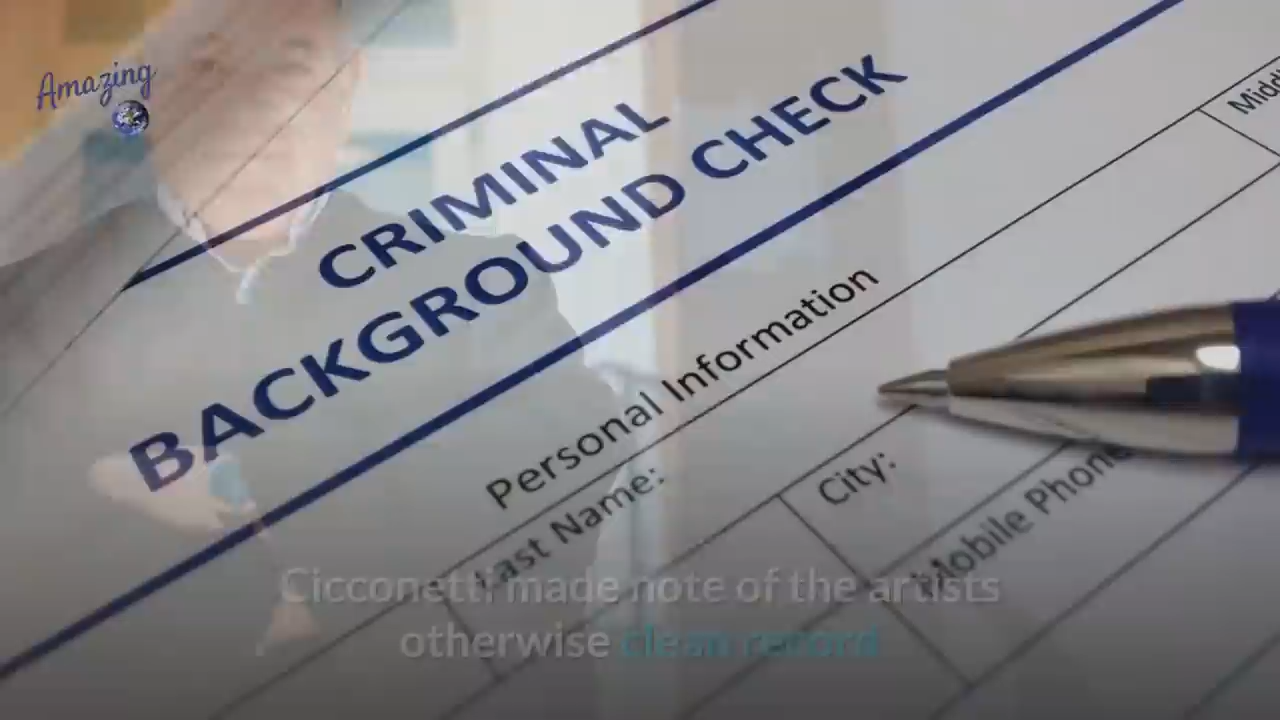 Amazing
CRIMINAL
BACKGROUND CHECK
Personal Information
Middl
Last Name:
City:
Mobile Phone
Cicconetti made note of the artists
otherwise clean record